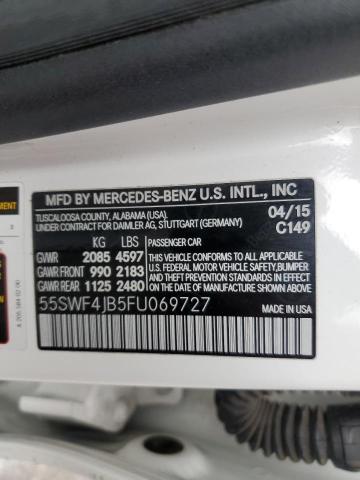 MFD BY MERCEDES-BENZ U.S. INTL., INC
TUSCALOOSA COUNTY, ALABAMA (USA).
UNDER CONTRACT FOR DAIMLER AG, STUTTGART (GERMANY)
04/15
C149
KG LBS
GVWR 2085 4597
GAWR FRONT 990 2183
GAWR REAR 1125 2480
PASSENGER CAR
THIS VEHICLE CONFORMS TO ALL APPLICABLE
U.S. FEDERAL MOTOR VEHICLE SAFETY, BUMPER,
AND THEFT PREVENTION STANDARDS IN EFFECT
ON THE DATE OF MANUFACTURE SHOWN ABOVE.
55SWF4JB5FU069727
MADE IN USA